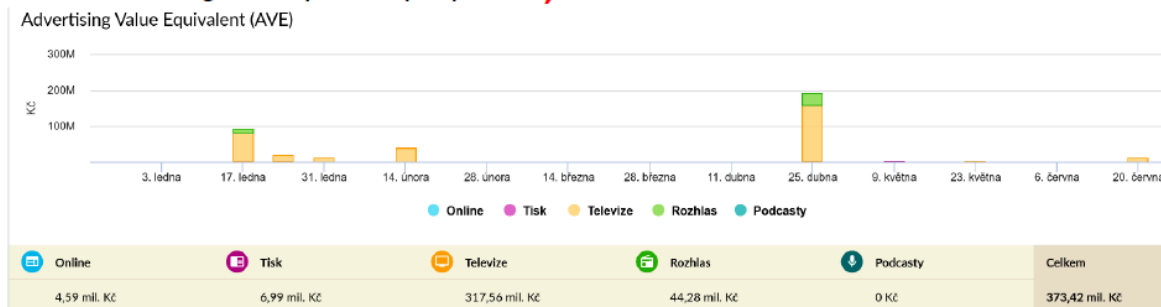 Advertising Value Equivalent (AVE)
300M
200M
100M
Kč
3. ledna 17. ledna 31. ledna 14. února 28. února 14. března 28. března 11. dubna 25. dubna 9. května 23. května 6. června 20. června
Online Tisk Televize Rozhlas Podcasty
Online Tisk Televize Rozhlas Podcasty Celkem
4,59 mil. Kč 6,99 mil. Kč 317,56 mil. Kč 44,28 mil. Kč 0 Kč 373,42 mil. Kč